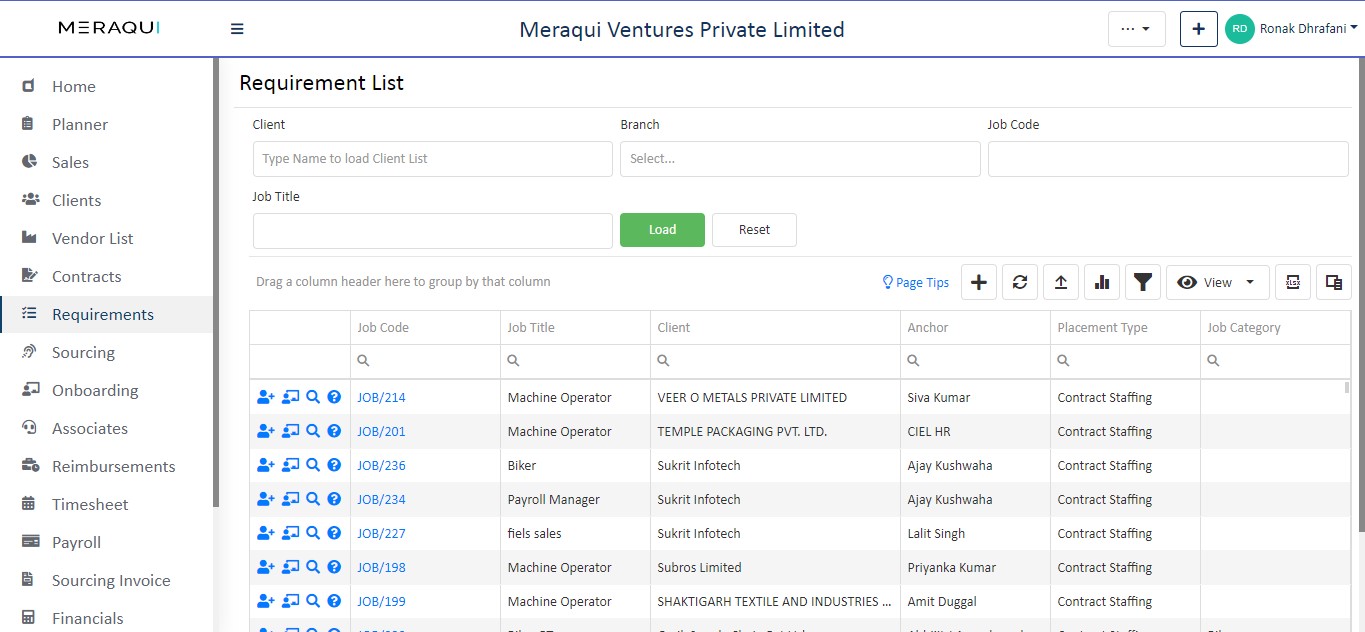 MERAQUI
Meraqui Ventures Private Limited
RD
Ronak Dhrafani
Home
Planner
Sales
Clients
Vendor List
Contracts
Requirements
Sourcing
Onboarding
Associates
Reimbursements
Timesheet
Payroll
Sourcing Invoice
Financials
Requirement List
Client
Branch
Job Code
Type Name to load Client List
Select...
Job Title
Load
Reset
Drag a column header here to group by that column
Page Tips
View
XLSX
Job Code
Job Title
Client
Anchor
Placement Type
Job Category
JOB/214 Machine Operator VEER O METALS PRIVATE LIMITED Siva Kumar Contract Staffing
JOB/201 Machine Operator TEMPLE PACKAGING PVT. LTD. CIEL HR Contract Staffing
JOB/236 Biker Sukrit Infotech Ajay Kushwaha Contract Staffing
JOB/234 Payroll Manager Sukrit Infotech Ajay Kushwaha Contract Staffing
JOB/227 fiels sales Sukrit Infotech Lalit Singh Contract Staffing
JOB/198 Machine Operator Subros Limited Priyanka Kumar Contract Staffing
JOB/199 Machine Operator SHAKTIGARH TEXTILE AND INDUSTRIES ... Amit Duggal Contract Staffing